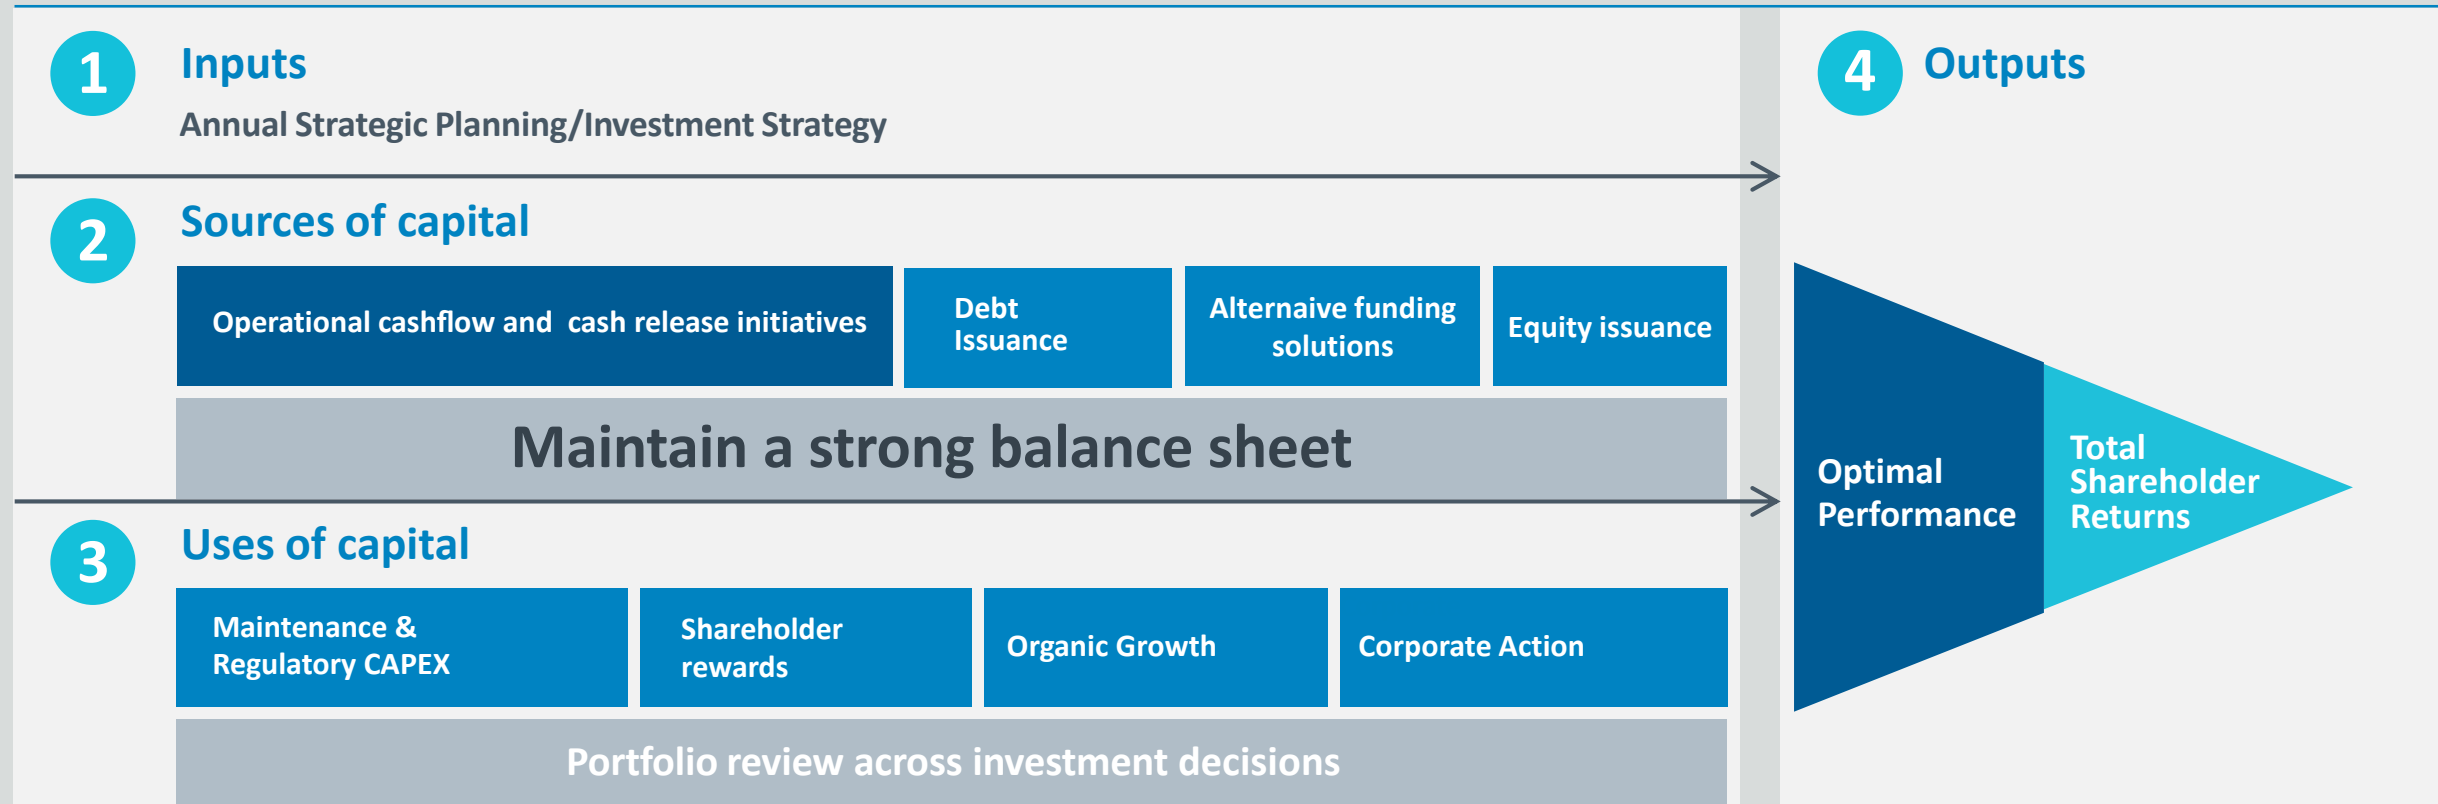 1
Inputs
Annual Strategic Planning/Investment Strategy
2
Sources of capital
Operational cashflow and cash release initiatives
Debt
Issuance
Alternaive funding
solutions
Equity issuance
Maintain a strong balance sheet
3
Uses of capital
Maintenance &
Regulatory CAPEX
Shareholder
rewards
Organic Growth
Corporate Action
Portfolio review across investment decisions
4
Outputs
Optimal
Performance
Total
Shareholder
Returns